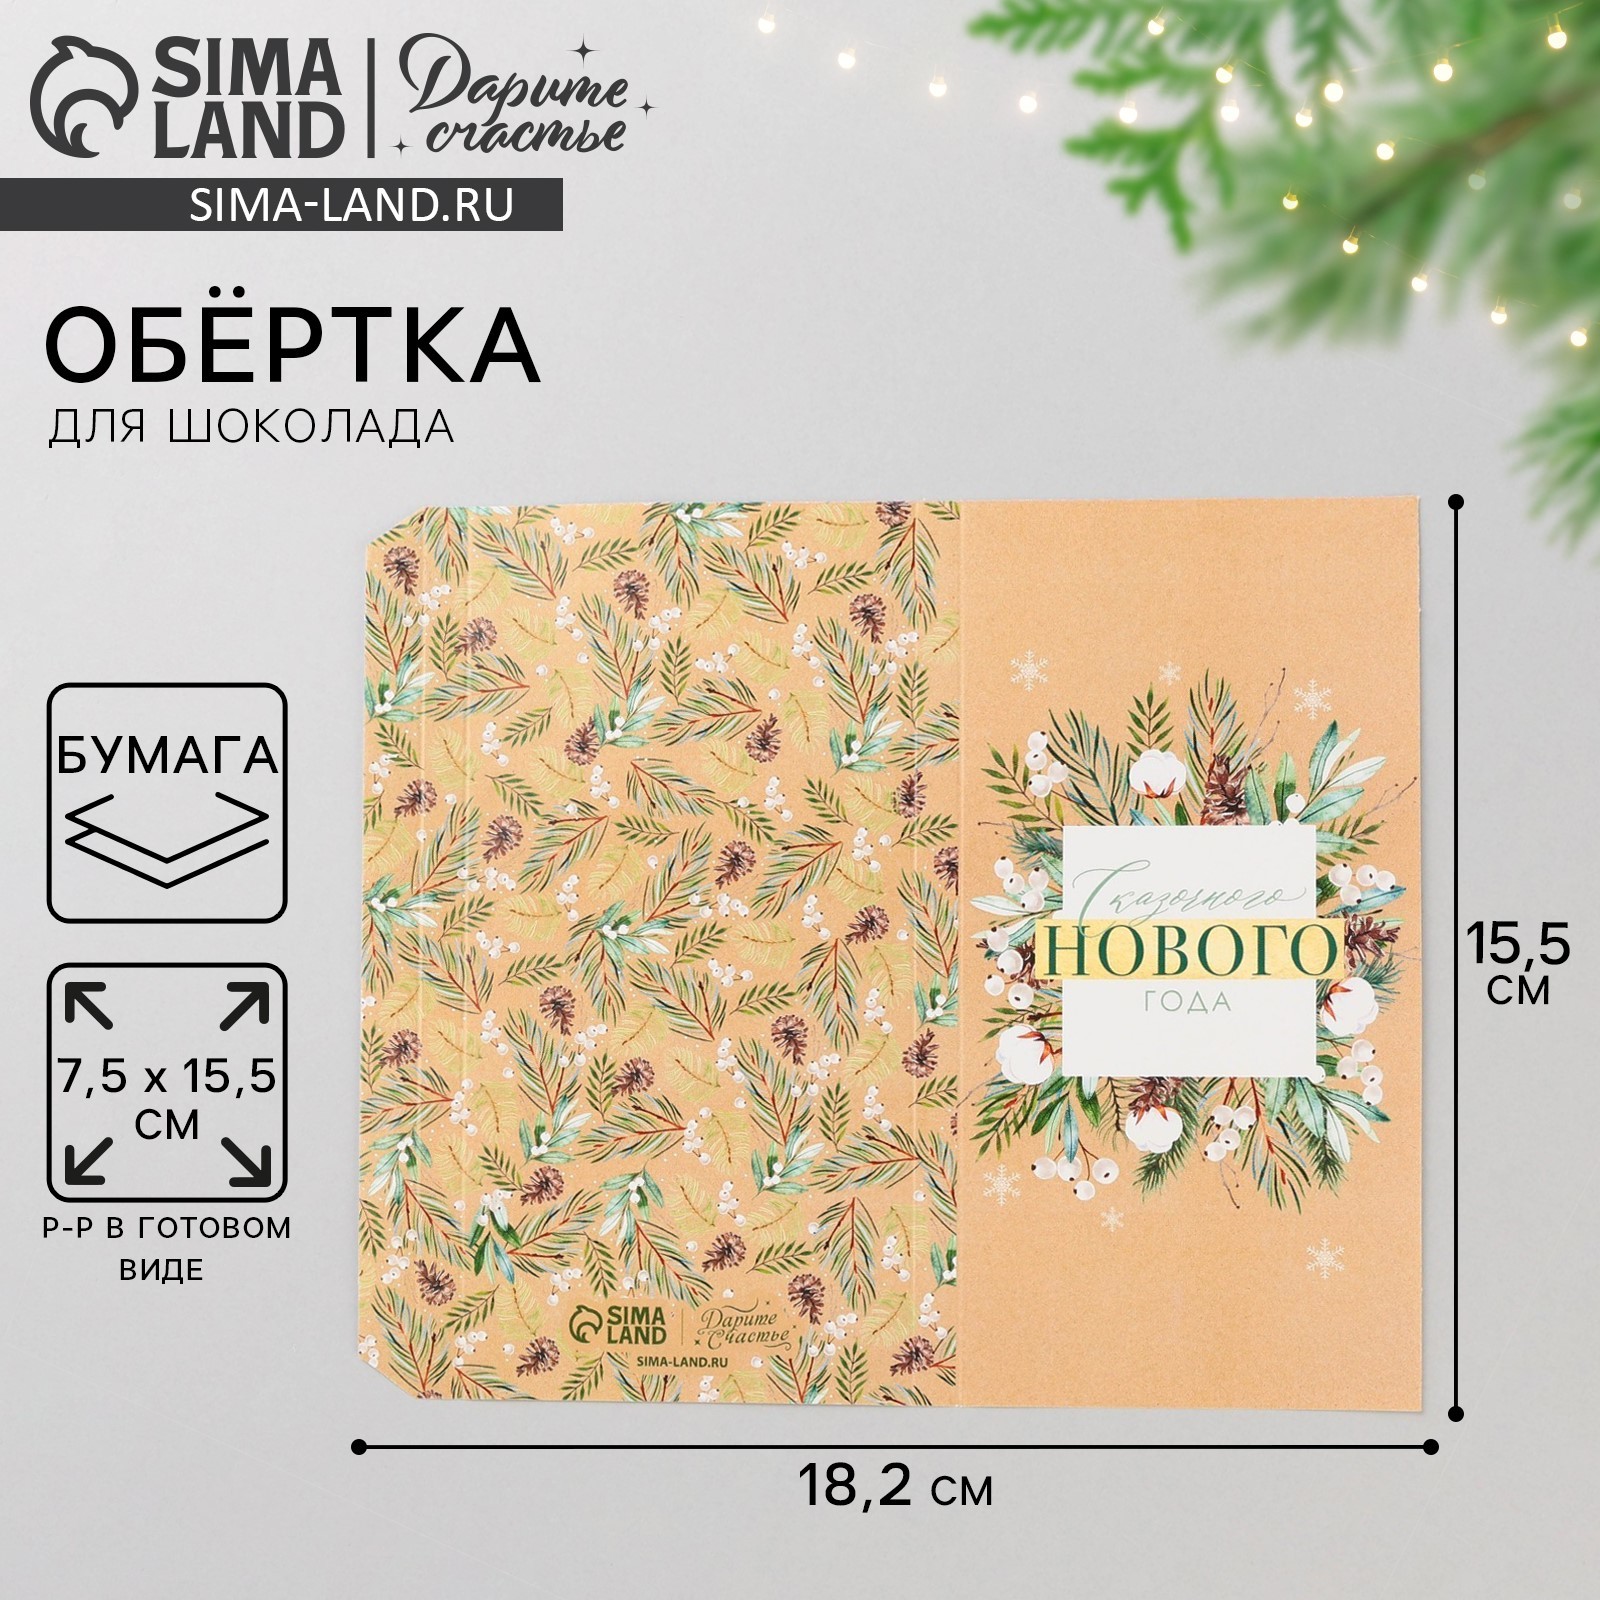 SIMA
LAND
Дарите
счастье
SIMA-LAND.RU
ОБЁРТКА
ДЛЯ ШОКОЛАДА
БУМАГА
7,5 х 15,5
СМ
Р-Р В ГОТОВОМ
ВИДЕ
Сказочного
НОВОГО
ГОДА
15,5
СМ
SIMA
LAND
Дарите
Счастье
SIMA-LAND.RU
18,2 СМ